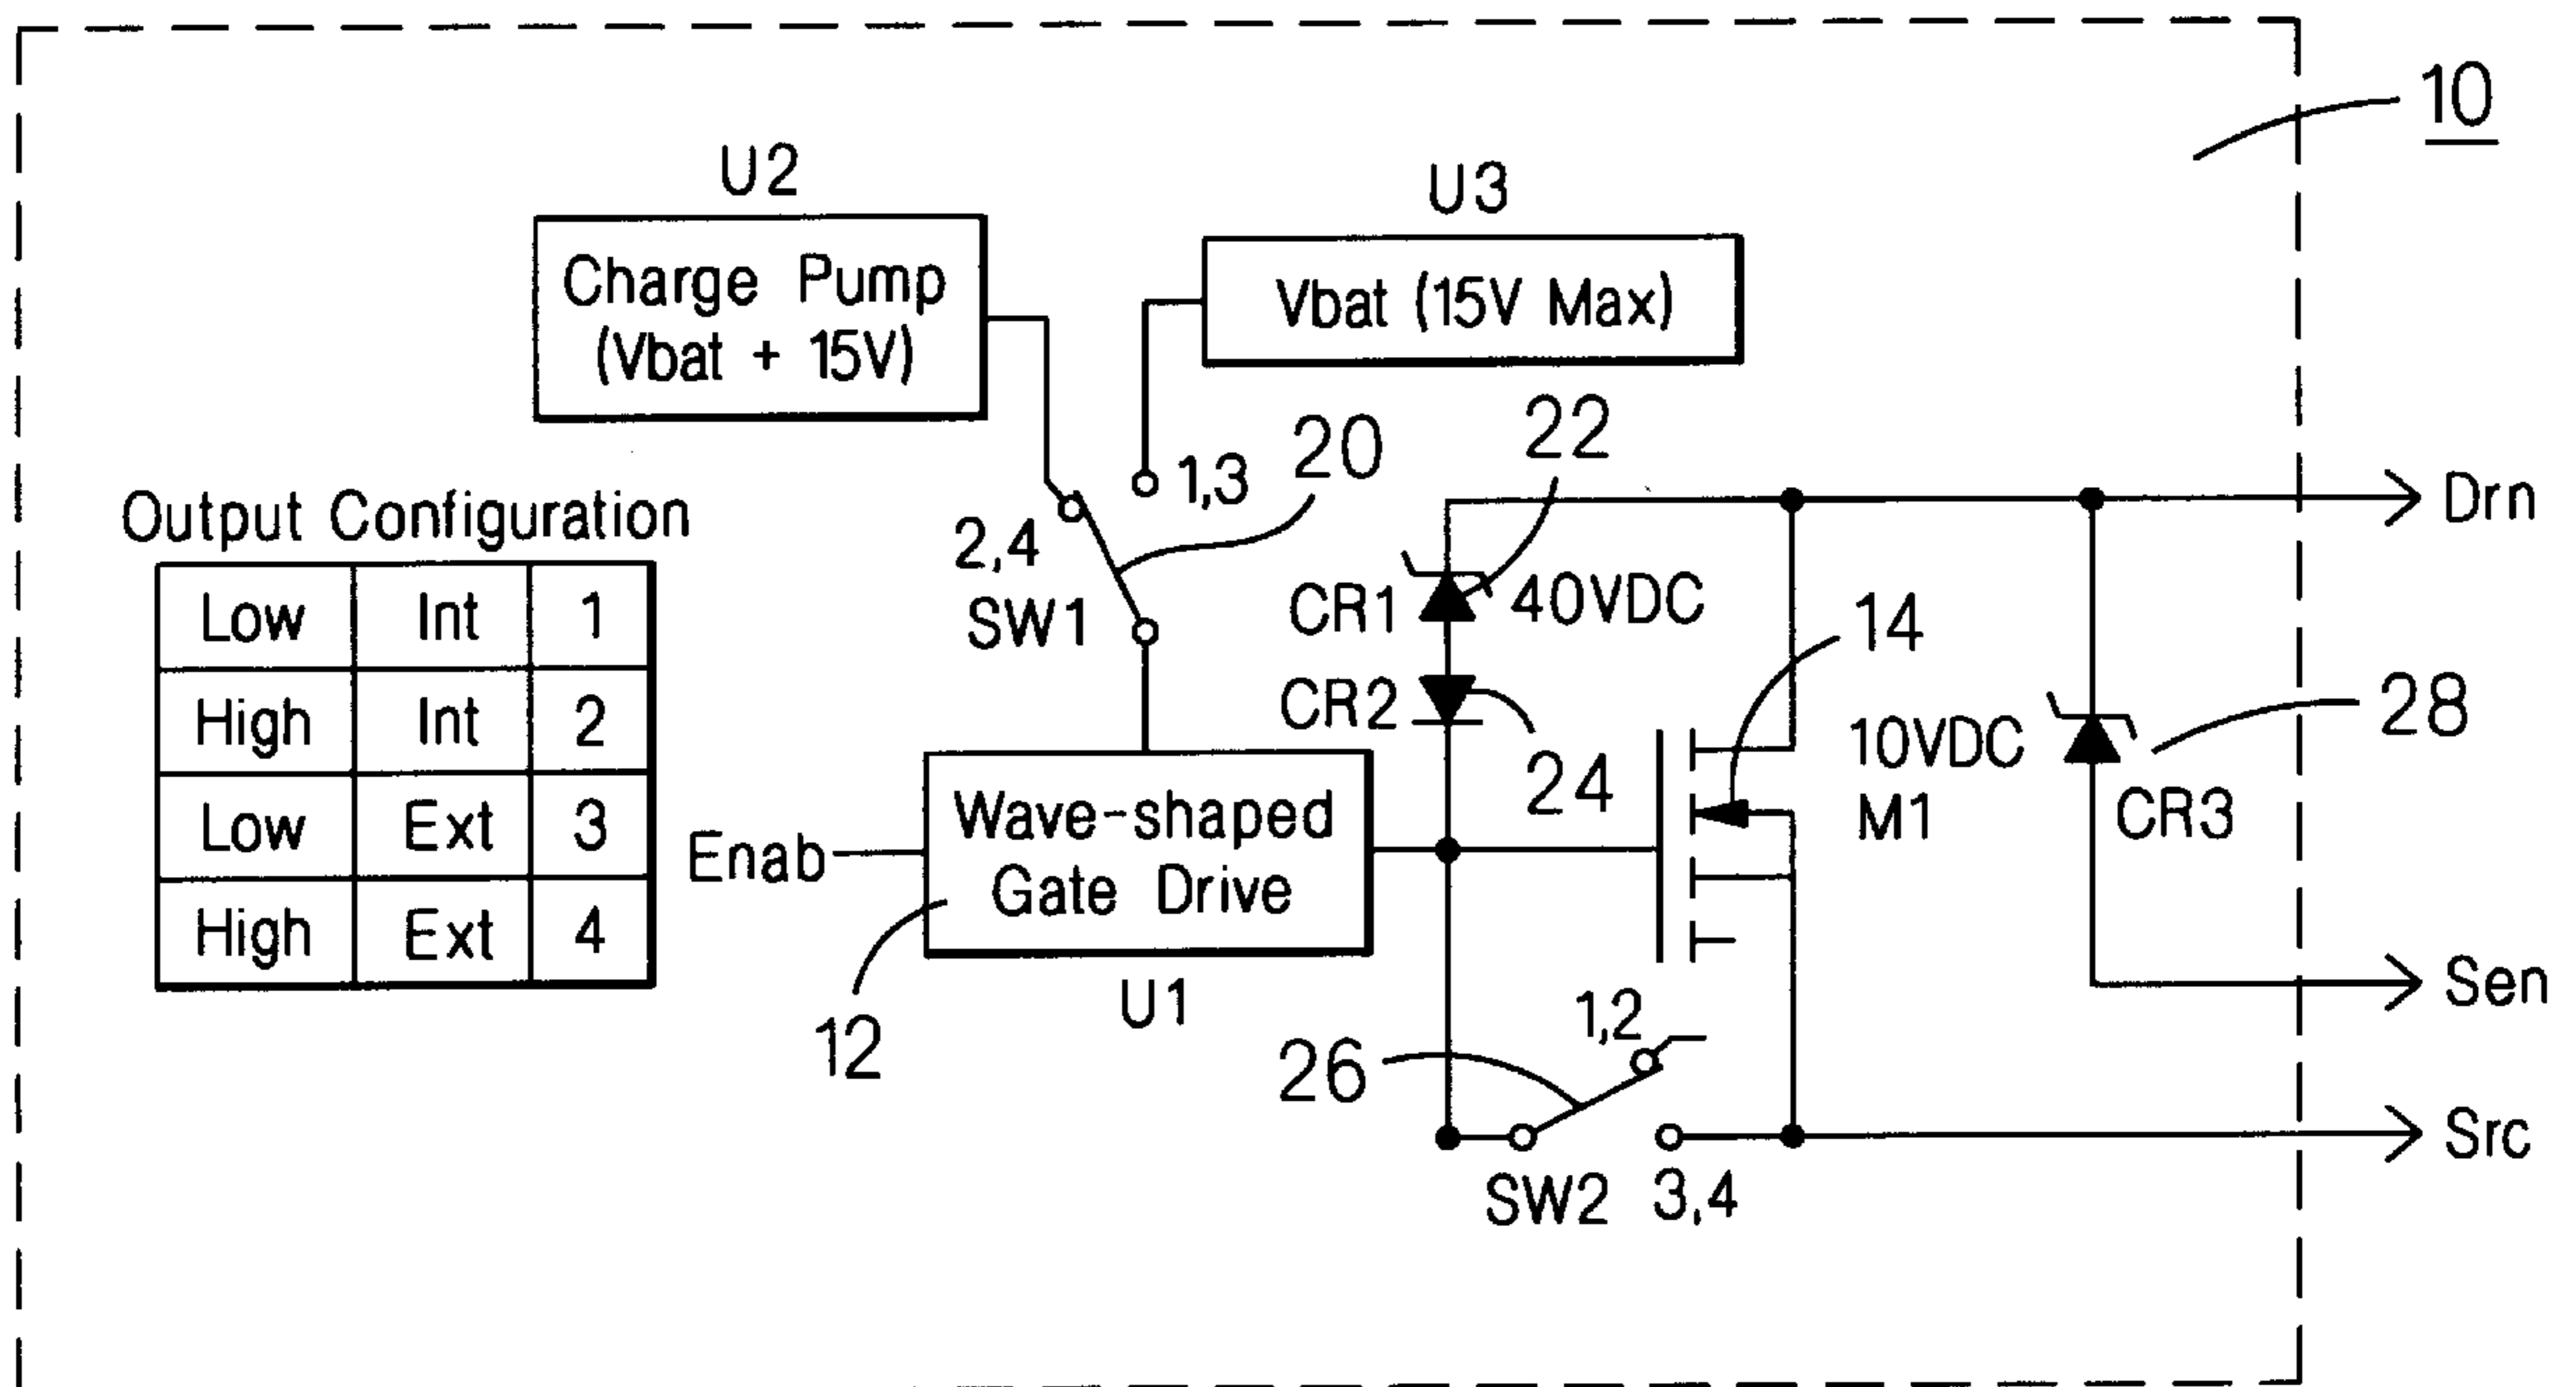 10
U2
U3
Charge Pump
(Vbat + 15V)
Vbat (15V Max)
22
20
1,3
2,4
SW1
Output Configuration
Low Int 1
High Int 2
Low Ext 3
High Ext 4
Drn
CR1
40VDC
14
CR2
24
10VDC
M1
28
CR3
Enab
Wave-shaped
Gate Drive
12
U1
1,2
26
Sen
SW2
3,4
Src